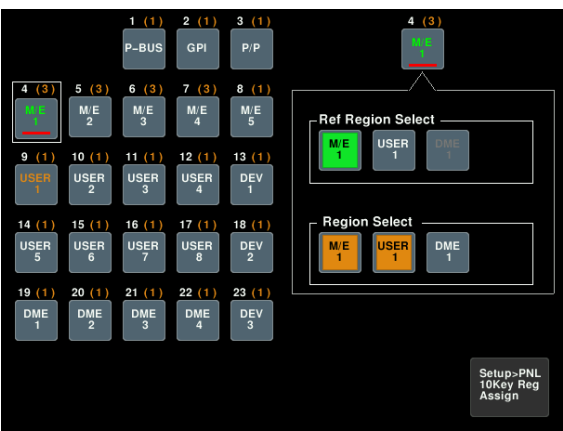 1 (1) 2 (1) 3 (1) 4 (3)
P-BUS GPI P/P M/E
1
4 (3) 5 (3) 6 (3) 7 (3) 8 (1)
M/E M/E M/E M/E M/E
1 2 3 4 5
Ref Region Select
M/E USER DME
1 1 1
9 (1) 10 (1) 11 (1) 12 (1) 13 (1)
USER USER USER USER DEV
1 2 3 4 1
14 (1) 15 (1) 16 (1) 17 (1) 18 (1)
USER USER USER USER DEV
5 6 7 8 2
Region Select
M/E USER DME
1 1 1
19 (1) 20 (1) 21 (1) 22 (1) 23 (1)
DME DME DME DME DEV
1 2 3 4 3
Setup>PNL
10Key Reg
Assign